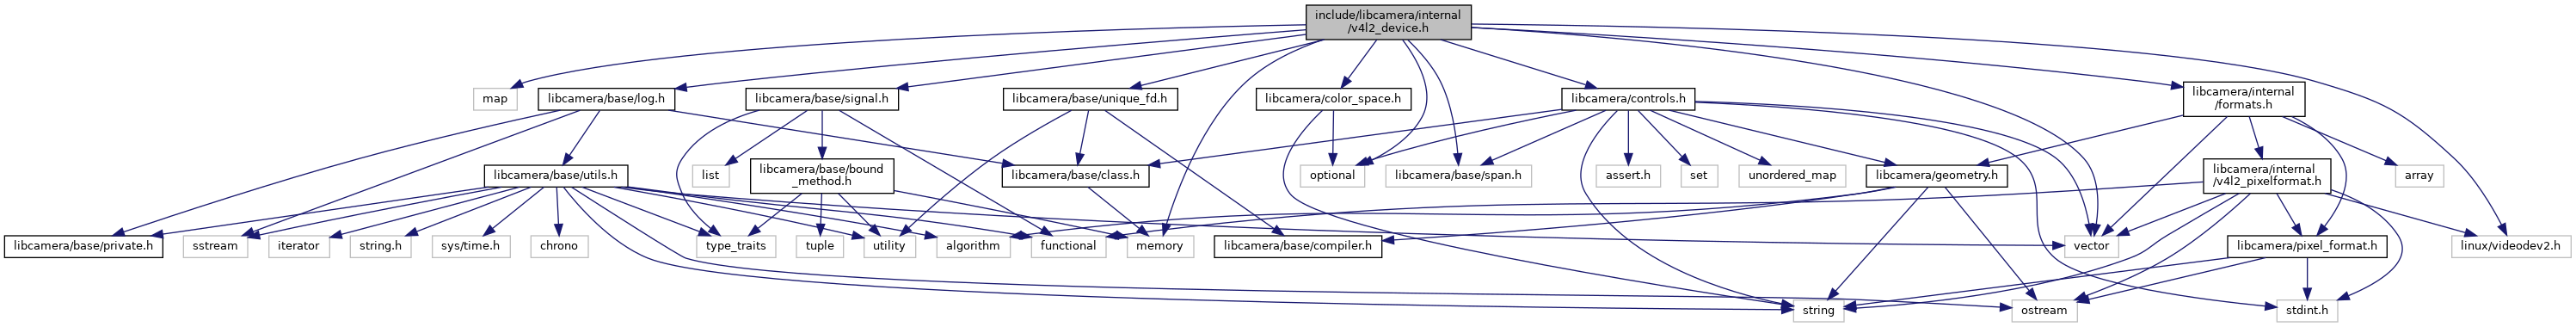 include/libcamera/internal
/v4l2_device.h
map
libcamera/base/log.h
libcamera/base/signal.h
libcamera/base/unique_fd.h
libcamera/color_space.h
libcamera/controls.h
libcamera/internal
/formats.h
libcamera/base/utils.h
list
libcamera/base/bound
_method.h
libcamera/base/class.h
optional
libcamera/base/span.h
assert.h
set
unordered_map
libcamera/geometry.h
libcamera/internal
/v4l2_pixelformat.h
array
libcamera/base/private.h
sstream
iterator
string.h
sys/time.h
chrono
type_traits
tuple
utility
algorithm
functional
memory
libcamera/base/compiler.h
vector
libcamera/pixel_format.h
linux/videodev2.h
string
ostream
stdint.h